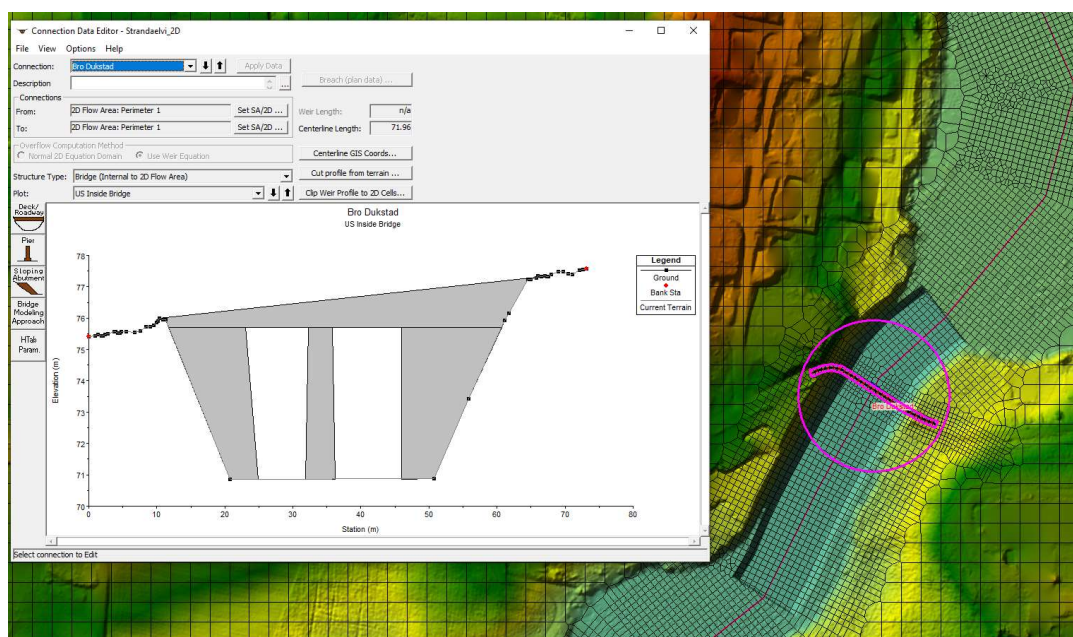 Connection Data Editor - Strandaelvi_2D
File View Options Help
Connection: Bro Dukstad Apply Data
Description ... Breach (plan data) ...
Connections
From: 2D Flow Area: Perimeter 1 Set SA/2D ... Weir Length: n/a
To: 2D Flow Area: Perimeter 1 Set SA/2D ... Centerline Length: 71.96
Overflow Computation Method
Normal 2D Equation Domain Use Weir Equation Centerline GIS Coords...
Structure Type: Bridge (Internal to 2D Flow Area) Cut profile from terrain ...
Plot: US Inside Bridge Clip Weir Profile to 2D Cells...
Deck/
Roadway
Pier
Sloping
Abutment
Bridge
Modeling
Approach
HTab
Param.
Bro Dukstad
US Inside Bridge
Legend
Ground
Bank Sta
Current Terrain
Elevation (m)
78
77
76
75
74
73
72
71
70
0 10 20 30 40 50 60 70 80
Station (m)
Select connection to Edit
Bro Dukstad